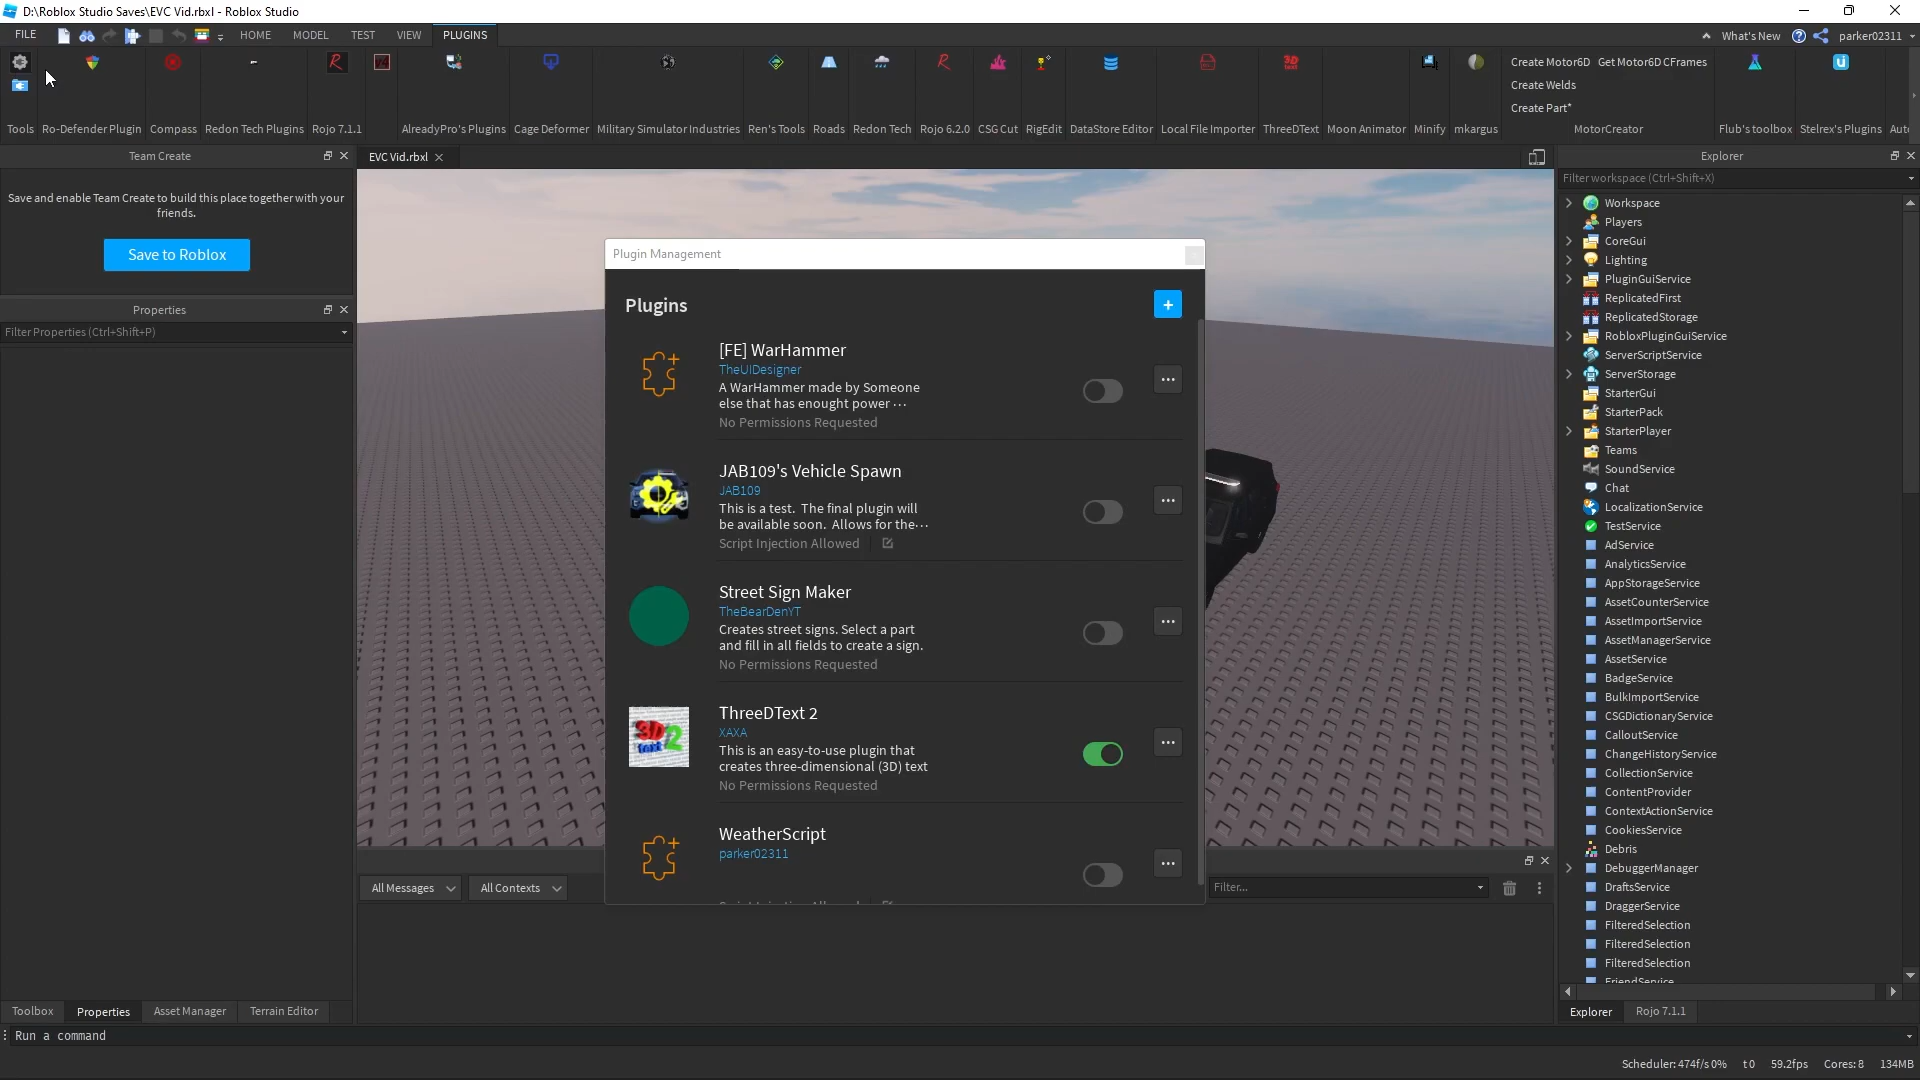 D:\Roblox Studio Saves\EVC Vid.rbxl - Roblox Studio
FILE HOME MODEL TEST VIEW PLUGINS What's New parker02311
Create Motor6D Get Motor6D CFrames
Create Welds
Create Part*
Tools Ro-Defender Plugin Compass Redon Tech Plugins Rojo 7.1.1 AlreadyPro's Plugins Cage Deformer Military Simulator Industries Ren's Tools Roads Redon Tech Rojo 6.2.0 CSG Cut RigEdit DataStore Editor Local File Importer ThreeDText Moon Animator Minify mkargus MotorCreator Flub's toolbox Stelrex's Plugins
Team Create
Save and enable Team Create to build this place together with your
friends.
Save to Roblox
Properties
Filter Properties (Ctrl+Shift+P)
EVC Vid.rbxl
Plugin Management
Plugins
+
[FE] WarHammer
TheUIDesigner
A WarHammer made by Someone
else that has enought power ...
No Permissions Requested
JAB109's Vehicle Spawn
JAB109
This is a test. The final plugin will
be available soon. Allows for the...
Script Injection Allowed
Street Sign Maker
TheBearDenYT
Creates street signs. Select a part
and fill in all fields to create a sign.
No Permissions Requested
3D text 2
ThreeDText 2
XAXA
This is an easy-to-use plugin that
creates three-dimensional (3D) text
No Permissions Requested
WeatherScript
parker02311
All Messages All Contexts Filter...
Explorer
Filter workspace (Ctrl+Shift+X)
Workspace
Players
CoreGui
Lighting
PluginGuiService
ReplicatedFirst
ReplicatedStorage
RobloxPluginGuiService
ServerScriptService
ServerStorage
StarterGui
StarterPack
StarterPlayer
Teams
SoundService
Chat
LocalizationService
TestService
AdService
AnalyticsService
AppStorageService
AssetCounterService
AssetImportService
AssetManagerService
AssetService
BadgeService
BulkImportService
CSGDictionaryService
CalloutService
ChangeHistoryService
CollectionService
ContentProvider
ContextActionService
CookiesService
Debris
DebuggerManager
DraftsService
DraggerService
FilteredSelection
FilteredSelection
FilteredSelection
FriendService
Toolbox Properties Asset Manager Terrain Editor
Explorer Rojo 7.1.1
Run a command
Scheduler: 474f/s 0% t0 59.2fps Cores: 8 134MB